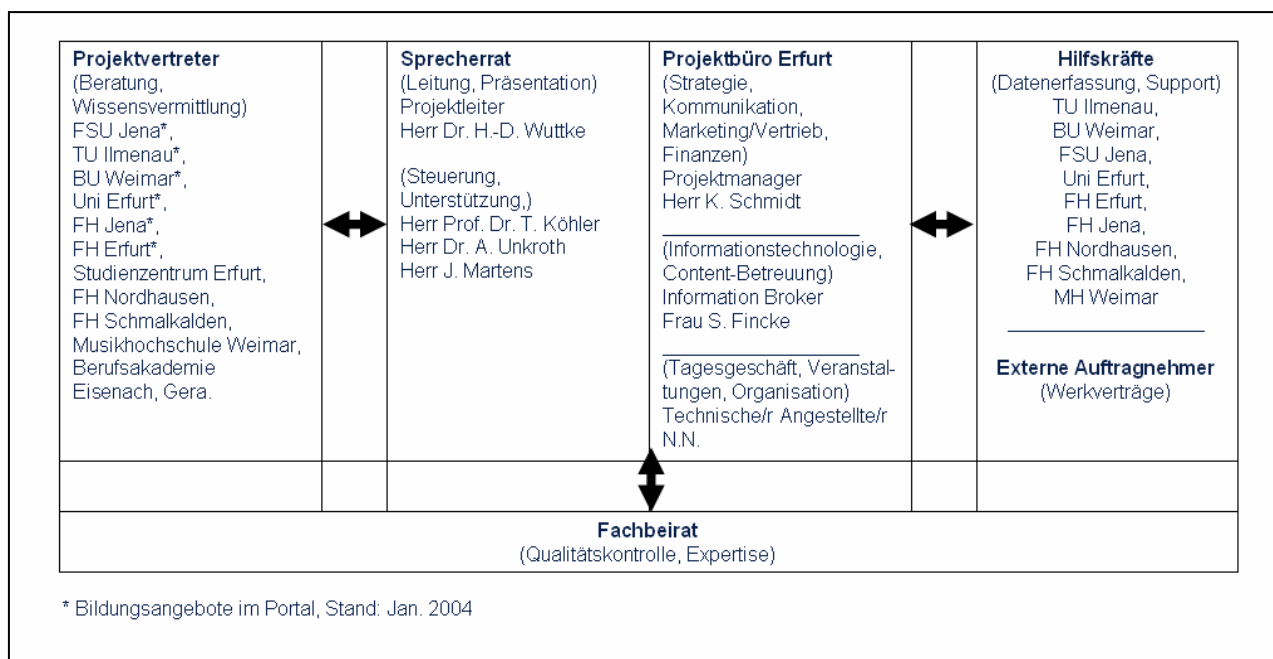 Projektvertreter
(Beratung,
Wissensvermittlung)
FSU Jena*,
TU Ilmenau*,
BU Weimar*,
Uni Erfurt*,
FH Jena*,
FH Erfurt*,
Studienzentrum Erfurt,
FH Nordhausen,
FH Schmalkalden,
Musikhochschule Weimar,
Berufsakademie
Eisenach, Gera.
Sprecherrat
(Leitung, Präsentation)
Projektleiter
Herr Dr. H.-D. Wuttke
(Steuerung,
Unterstützung,)
Herr Prof. Dr. T. Köhler
Herr Dr. A. Unkroth
Herr J. Martens
Projektbüro Erfurt
(Strategie,
Kommunikation,
Marketing/Vertrieb,
Finanzen)
Projektmanager
Herr K. Schmidt
(Informationstechnologie,
Content-Betreuung)
Information Broker
Frau S. Fincke
(Tagesgeschäft, Veranstal-
tungen, Organisation)
Technische/r Angestellte/r
N.N.
Hilfskräfte
(Datenerfassung, Support)
TU Ilmenau,
BU Weimar,
FSU Jena,
Uni Erfurt,
FH Erfurt,
FH Jena,
FH Nordhausen,
FH Schmalkalden,
MH Weimar
Externe Auftragnehmer
(Werkverträge)
Fachbeirat
(Qualitätskontrolle, Expertise)
* Bildungsangebote im Portal, Stand: Jan. 2004